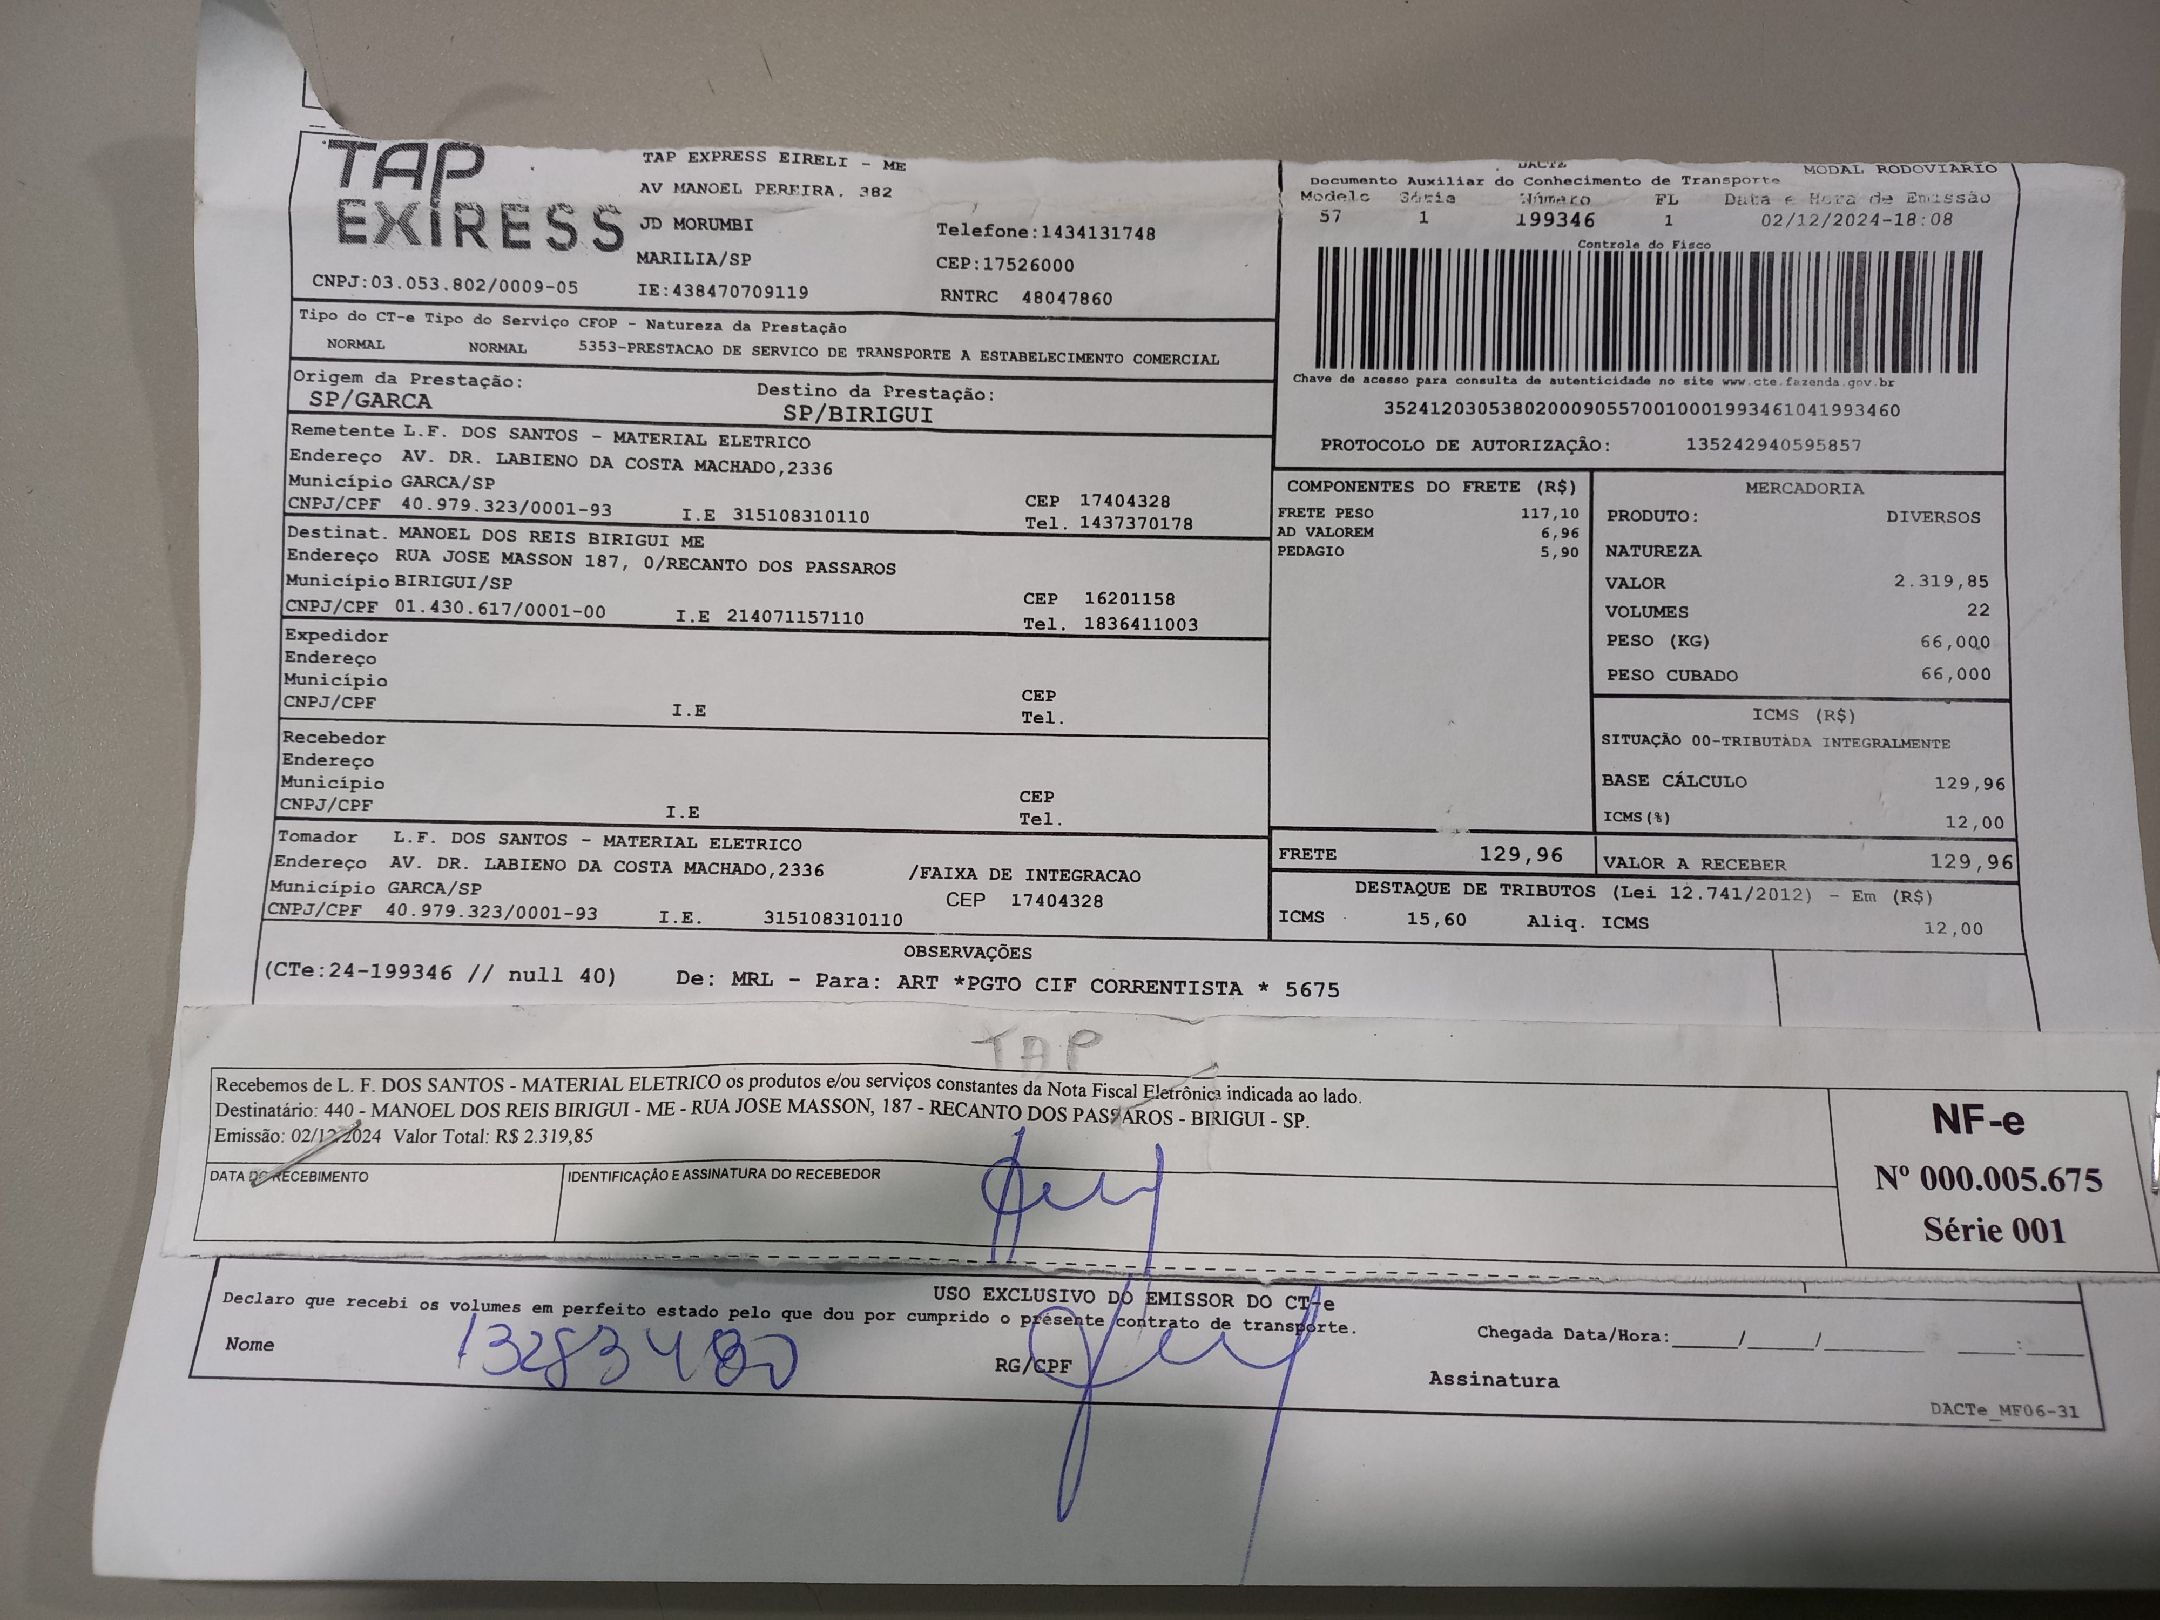 TAP
EXPRESS
TAP EXPRESS EIRELI - ME
AV MANOEL PEREIRA, 382
JD MORUMBI
Telefone:1434131748
MARILIA/SP
CEP:17526000
CNPJ:03.053.802/0009-05
IE:438470709119
RNTRC 48047860
DACTE
MODAL RODOVIÁRIO
Documento Auxiliar do Conhecimento de Transporte
Modelo Série Número FL Data e Hora de Emissão
57 1 199346 1 02/12/2024-18:08
Controle do Fisco
Chave de acesso para consulta de autenticidade no site www.cte.fazenda.gov.br
35241203053802000905570010001993461041993460
PROTOCOLO DE AUTORIZAÇÃO: 135242940595857
Tipo do CT-e Tipo do Serviço CFOP - Natureza da Prestação
NORMAL NORMAL 5353-PRESTACAO DE SERVICO DE TRANSPORTE A ESTABELECIMENTO COMERCIAL
Origem da Prestação: Destino da Prestação:
SP/GARCA SP/BIRIGUI
Remetente L.F. DOS SANTOS - MATERIAL ELETRICO
Endereço AV. DR. LABIENO DA COSTA MACHADO,2336
Município GARCA/SP CEP 17404328
CNPJ/CPF 40.979.323/0001-93 I.E 315108310110 Tel. 1437370178
Destinat. MANOEL DOS REIS BIRIGUI ME
Endereço RUA JOSE MASSON 187, 0/RECANTO DOS PASSAROS
Município BIRIGUI/SP CEP 16201158
CNPJ/CPF 01.430.617/0001-00 I.E 214071157110 Tel. 1836411003
Expedidor
Endereço
Município CEP
CNPJ/CPF I.E Tel.
Recebedor
Endereço
Município CEP
CNPJ/CPF I.E Tel.
Tomador L.F. DOS SANTOS - MATERIAL ELETRICO
Endereço AV. DR. LABIENO DA COSTA MACHADO,2336 /FAIXA DE INTEGRACAO
Município GARCA/SP CEP 17404328
CNPJ/CPF 40.979.323/0001-93 I.E. 315108310110
COMPONENTES DO FRETE (R$)
FRETE PESO 117,10
AD VALOREM 6,96
PEDAGIO 5,90
MERCADORIA
PRODUTO: DIVERSOS
NATUREZA
VALOR 2.319,85
VOLUMES 22
PESO (KG) 66,000
PESO CUBADO 66,000
ICMS (R$)
SITUAÇÃO 00-TRIBUTADA INTEGRALMENTE
BASE CÁLCULO 129,96
ICMS(%) 12,00
FRETE 129,96 VALOR A RECEBER 129,96
DESTAQUE DE TRIBUTOS (Lei 12.741/2012) - Em (R$)
ICMS 15,60 Aliq. ICMS 12,00
OBSERVAÇÕES
(CTe:24-199346 // null 40) De: MRL - Para: ART *PGTO CIF CORRENTISTA * 5675
TAP
Recebemos de L. F. DOS SANTOS - MATERIAL ELETRICO os produtos e/ou serviços constantes da Nota Fiscal Eletrônica indicada ao lado.
Destinatário: 440 - MANOEL DOS REIS BIRIGUI - ME - RUA JOSE MASSON, 187 - RECANTO DOS PASSAROS - BIRIGUI - SP.
Emissão: 02/12/2024 Valor Total: R$ 2.319,85
DATA DO RECEBIMENTO IDENTIFICAÇÃO E ASSINATURA DO RECEBEDOR
NF-e
Nº 000.005.675
Série 001
USO EXCLUSIVO DO EMISSOR DO CT-e
Declaro que recebi os volumes em perfeito estado pelo que dou por cumprido o présente contrato de transporte.
Chegada Data/Hora:____/____/______ ____:____
Nome RG/CPF Assinatura
DACTe_MF06-31